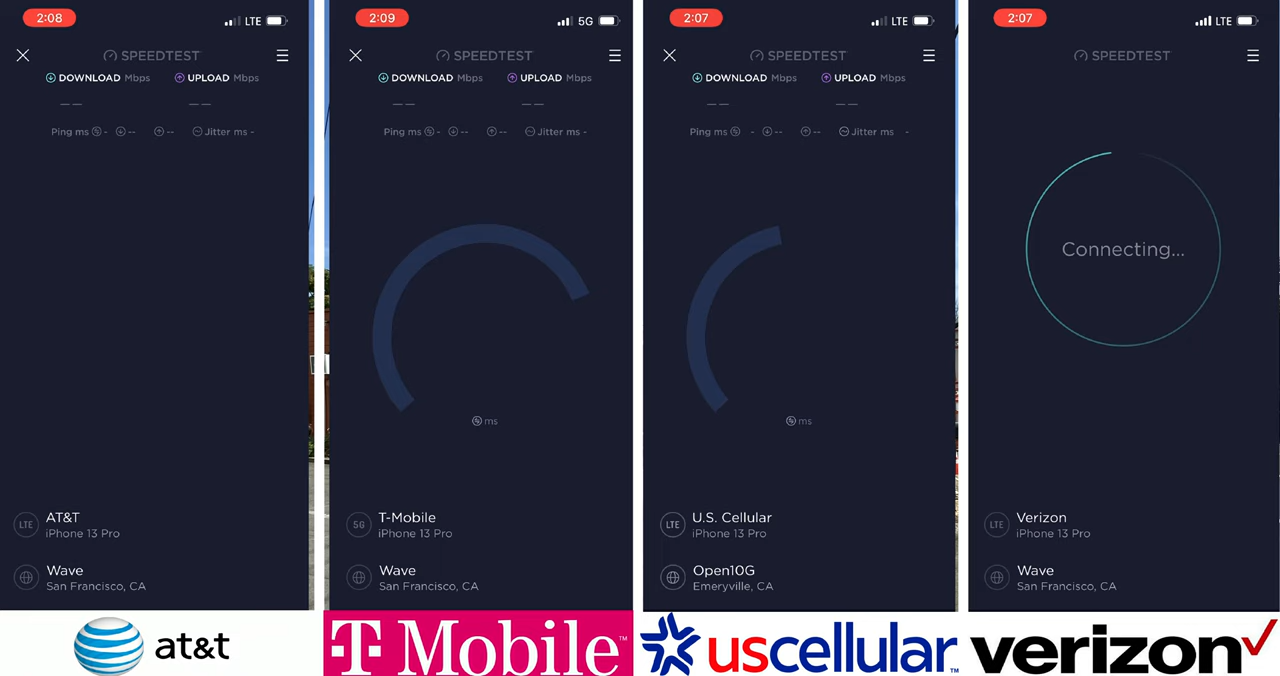 2:08 LTE
SPEEDTEST
DOWNLOAD Mbps UPLOAD Mbps
— — — —
Ping ms - -- -- Jitter ms -
LTE AT&T
iPhone 13 Pro
Wave
San Francisco, CA
at&t
2:09 5G
SPEEDTEST
DOWNLOAD Mbps UPLOAD Mbps
— — — —
Ping ms - -- -- Jitter ms -
ms
5G T-Mobile
iPhone 13 Pro
Wave
San Francisco, CA
T Mobile™
2:07 LTE
SPEEDTEST
DOWNLOAD Mbps UPLOAD Mbps
— — — —
Ping ms - -- -- Jitter ms -
ms
LTE U.S. Cellular
iPhone 13 Pro
Open10G
Emeryville, CA
uscellular™
2:07 LTE
SPEEDTEST
Connecting...
LTE Verizon
iPhone 13 Pro
Wave
San Francisco, CA
verizon